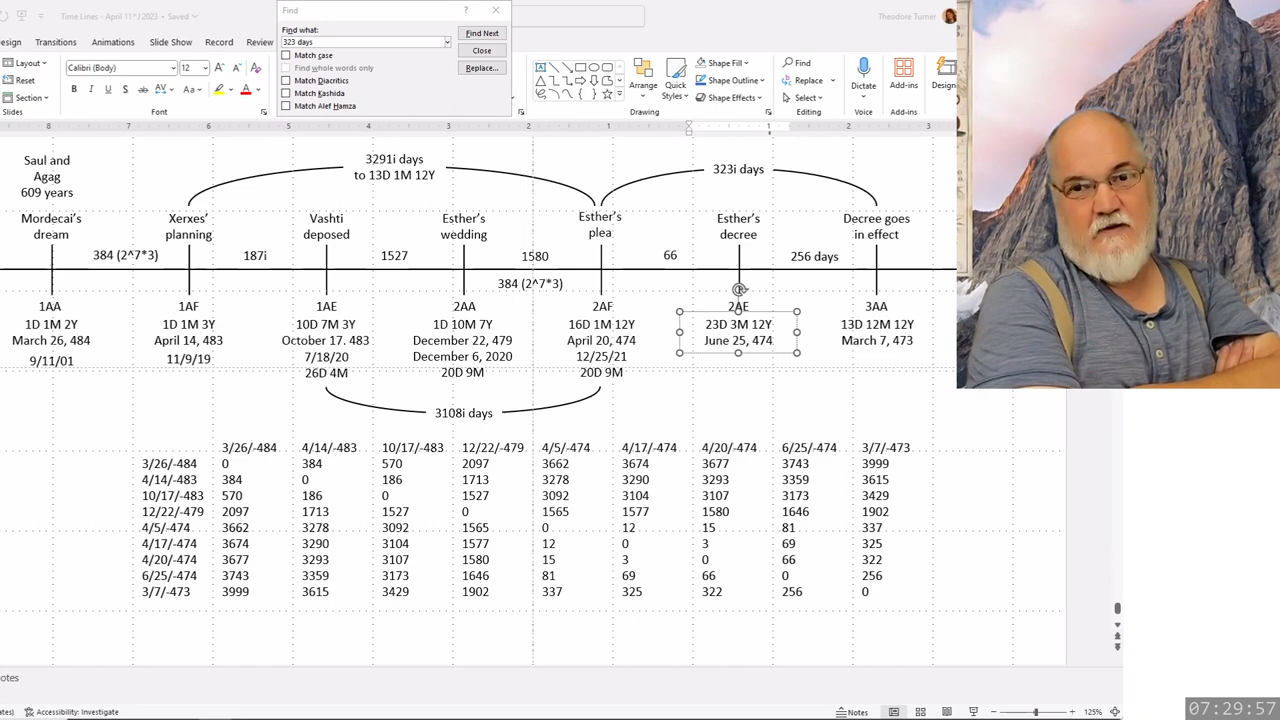 Time Lines - April 11^J 2023 • Saved
Theodore Turner
Find
Find what:
323 days
Find Next
Match case
Close
Find whole words only
Replace...
Match Diacritics
Match Kashida
Match Alef Hamza
Design
Transitions
Animations
Slide Show
Record
Review
Layout
Reset
Section
Slides
Calibri (Body)
12
Font
Arrange
Quick
Styles
Shape Fill
Shape Outline
Shape Effects
Drawing
Find
Replace
Select
Editing
Dictate
Voice
Add-ins
Add-ins
Design
8 7 6 5 4 3 2 1 0 1 2 3
Saul and
Agag
609 years
3291i days
to 13D 1M 12Y
323i days
Mordecai's
dream
Xerxes'
planning
Vashti
deposed
Esther's
wedding
Esther's
plea
Esther's
decree
Decree goes
in effect
384 (2^7*3)
187i
1527
1580
66
256 days
384 (2^7*3)
1AA
1D 1M 2Y
March 26, 484
9/11/01
1AF
1D 1M 3Y
April 14, 483
11/9/19
1AE
10D 7M 3Y
October 17. 483
7/18/20
26D 4M
2AA
1D 10M 7Y
December 22, 479
December 6, 2020
20D 9M
2AF
16D 1M 12Y
April 20, 474
12/25/21
20D 9M
2AE
23D 3M 12Y
June 25, 474
3AA
13D 12M 12Y
March 7, 473
3108i days
3/26/-484 4/14/-483 10/17/-483 12/22/-479 4/5/-474 4/17/-474 4/20/-474 6/25/-474 3/7/-473
3/26/-484 0 384 570 2097 3662 3674 3677 3743 3999
4/14/-483 384 0 186 1713 3278 3290 3293 3359 3615
10/17/-483 570 186 0 1527 3092 3104 3107 3173 3429
12/22/-479 2097 1713 1527 0 1565 1577 1580 1646 1902
4/5/-474 3662 3278 3092 1565 0 12 15 81 337
4/17/-474 3674 3290 3104 1577 12 0 3 69 325
4/20/-474 3677 3293 3107 1580 15 3 0 66 322
6/25/-474 3743 3359 3173 1646 81 69 66 0 256
3/7/-473 3999 3615 3429 1902 337 325 322 256 0
otes
ates)
Accessibility: Investigate
Notes
125%
07:29:57